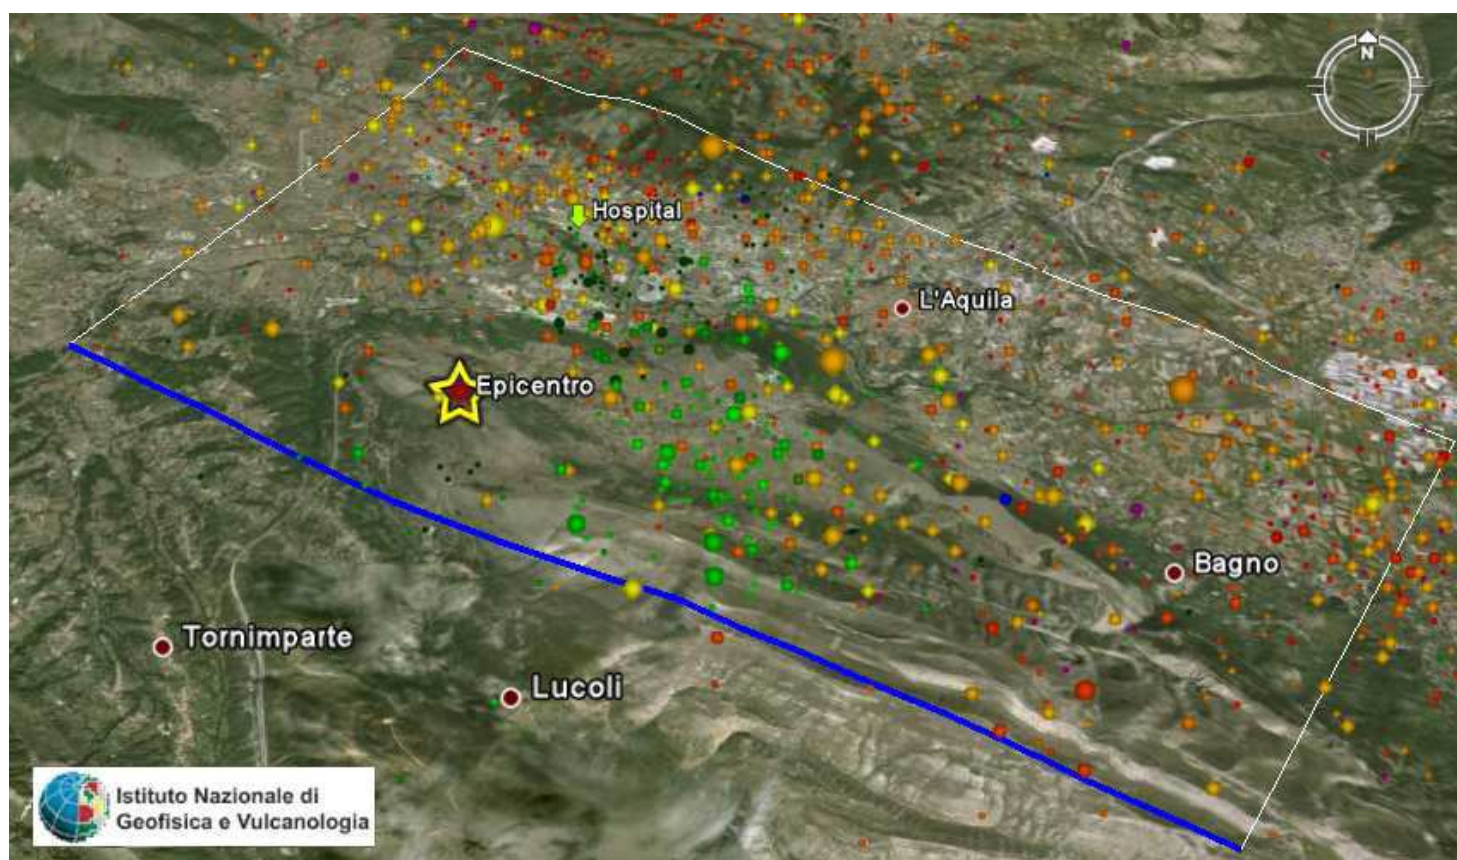 N
Hospital
L'Aquila
Epicentro
Bagno
Tornimparte
Lucoli
Istituto Nazionale di
Geofisica e Vulcanologia